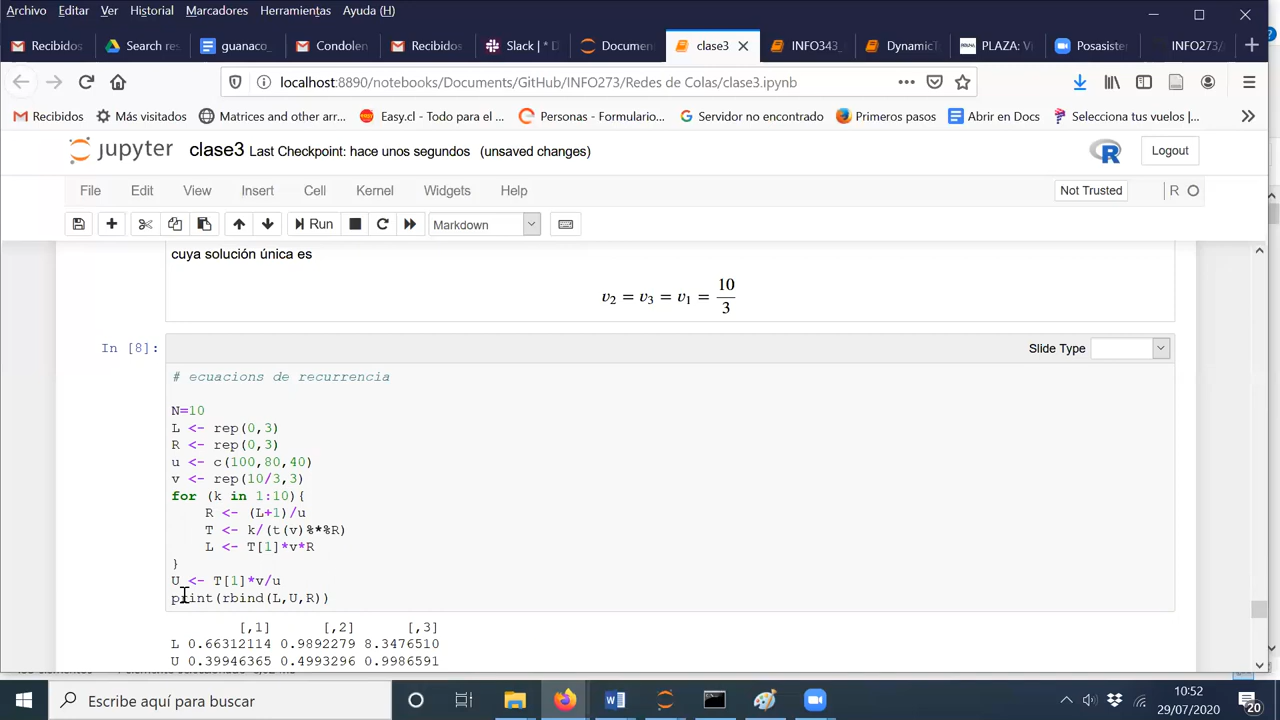 Archivo Editar Ver Historial Marcadores Herramientas Ayuda (H)
Recibidos Search res guanaco_ Condolen Recibidos Slack | * D Documen clase3 INFO343_ DynamicT PLAZA: Vi Posasiste INFO273/
localhost:8890/notebooks/Documents/GitHub/INFO273/Redes de Colas/clase3.ipynb
Recibidos Más visitados Matrices and other arr... Easy.cl - Todo para el ... Personas - Formulario... Servidor no encontrado Primeros pasos Abrir en Docs Selecciona tus vuelos |...
jupyter clase3 Last Checkpoint: hace unos segundos (unsaved changes) R Logout
File Edit View Insert Cell Kernel Widgets Help Not Trusted R
Run Markdown
cuya solución única es
v2 = v3 = v1 = 10/3
In [8]: Slide Type
# ecuacions de recurrencia
N=10
L <- rep(0,3)
R <- rep(0,3)
u <- c(100,80,40)
v <- rep(10/3,3)
for (k in 1:10){
R <- (L+1)/u
T <- k/(t(v)%*%R)
L <- T[1]*v*R
}
U <- T[1]*v/u
print(rbind(L,U,R))
[,1] [,2] [,3]
L 0.66312114 0.9892279 8.3476510
U 0.39946365 0.4993296 0.9986591
Escribe aquí para buscar
10:52
29/07/2020
20